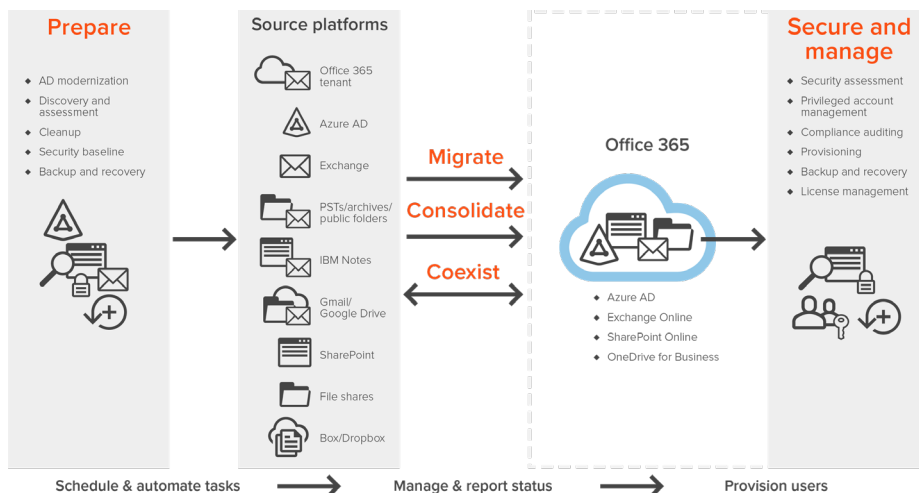 Prepare
AD modernization
Discovery and
assessment
Cleanup
Security baseline
Backup and recovery
Source platforms
Office 365
tenant
Azure AD
Exchange
PSTs/archives/
public folders
IBM Notes
Gmail/
Google Drive
SharePoint
File shares
Box/Dropbox
Migrate
Consolidate
Coexist
Office 365
Azure AD
Exchange Online
SharePoint Online
OneDrive for Business
Secure and
manage
Security assessment
Privileged account
management
Compliance auditing
Provisioning
Backup and recovery
License management
Schedule & automate tasks
Manage & report status
Provision users